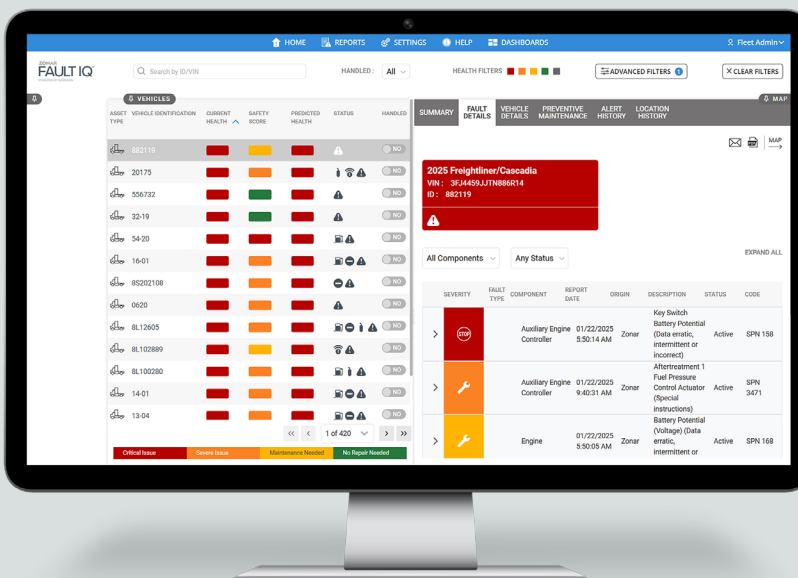 HOME
REPORTS
SETTINGS
HELP
DASHBOARDS
Fleet Admin
ZONAR
FAULT IQ
Search by ID/VIN
HANDLED :
All
HEALTH FILTERS
ADVANCED FILTERS 1
CLEAR FILTERS
VEHICLES
MAP
ASSET TYPE VEHICLE IDENTIFICATION CURRENT HEALTH SAFETY SCORE PREDICTED HEALTH STATUS HANDLED
882119 NO
20175 NO
556732 NO
32-19 NO
54-20 NO
16-01 NO
8S202108 NO
0620 NO
8L12605 NO
8L102889 NO
8L100280 NO
14-01 NO
13-04 NO
<< < 1 of 420 > >>
Critical Issue Severe Issue Maintenance Needed No Repair Needed
SUMMARY
FAULT DETAILS
VEHICLE DETAILS
PREVENTIVE MAINTENANCE
ALERT HISTORY
LOCATION HISTORY
PDF
MAP
2025 Freightliner/Cascadia
VIN : 3FJ4459JJTN886R14
ID : 882119
All Components
Any Status
EXPAND ALL
SEVERITY FAULT TYPE COMPONENT REPORT DATE ORIGIN DESCRIPTION STATUS CODE
STOP
Auxiliary Engine Controller
01/22/2025 5:50:14 AM
Zonar
Key Switch
Battery Potential
(Data erratic,
intermittent or
incorrect)
Active
SPN 158
Auxiliary Engine Controller
01/22/2025 9:40:31 AM
Zonar
Aftertreatment 1
Fuel Pressure
Control Actuator
(Special
instructions)
Active
SPN 3471
Engine
01/22/2025 5:50:05 AM
Zonar
Battery Potential
(Voltage) (Data
erratic,
intermittent or
Active
SPN 168